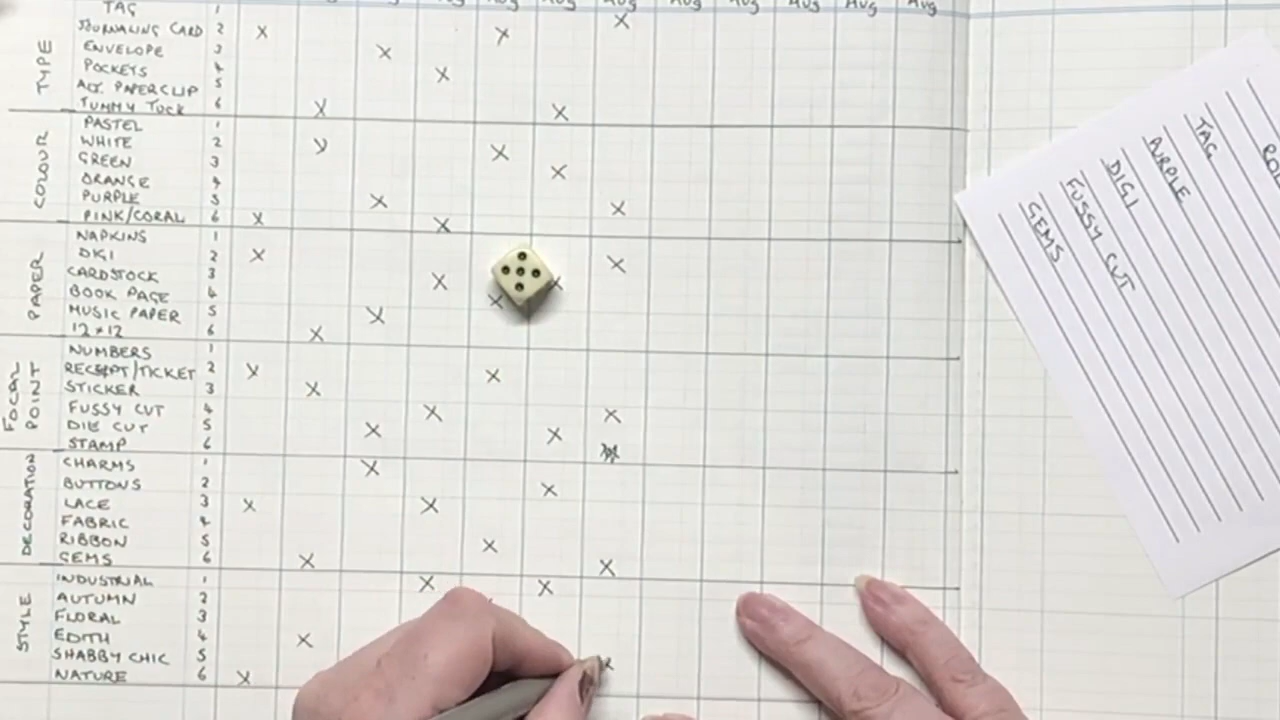 Aug Aug Aug Aug Aug Aug Aug Aug
TAG 1
JOURNALING CARD 2
ENVELOPE 3
POCKETS 4
ALT. PAPERCLIP 5
TUMMY TUCK 6
TYPE
PASTEL 1
WHITE 2
GREEN 3
ORANGE 4
PURPLE 5
PINK/CORAL 6
COLOUR
NAPKINS 1
DIGI 2
CARDSTOCK 3
BOOK PAGE 4
MUSIC PAPER 5
12x12 6
PAPER
NUMBERS 1
RECEIPT/TICKET 2
STICKER 3
FUSSY CUT 4
DIE CUT 5
STAMP 6
FOCAL
POINT
CHARMS 1
BUTTONS 2
LACE 3
FABRIC 4
RIBBON 5
GEMS 6
DECORATION
INDUSTRIAL 1
AUTUMN 2
FLORAL 3
EDITH 4
SHABBY CHIC 5
NATURE 6
STYLE
TAG
PURPLE
DIGI
FUSSY CUT
GEMS